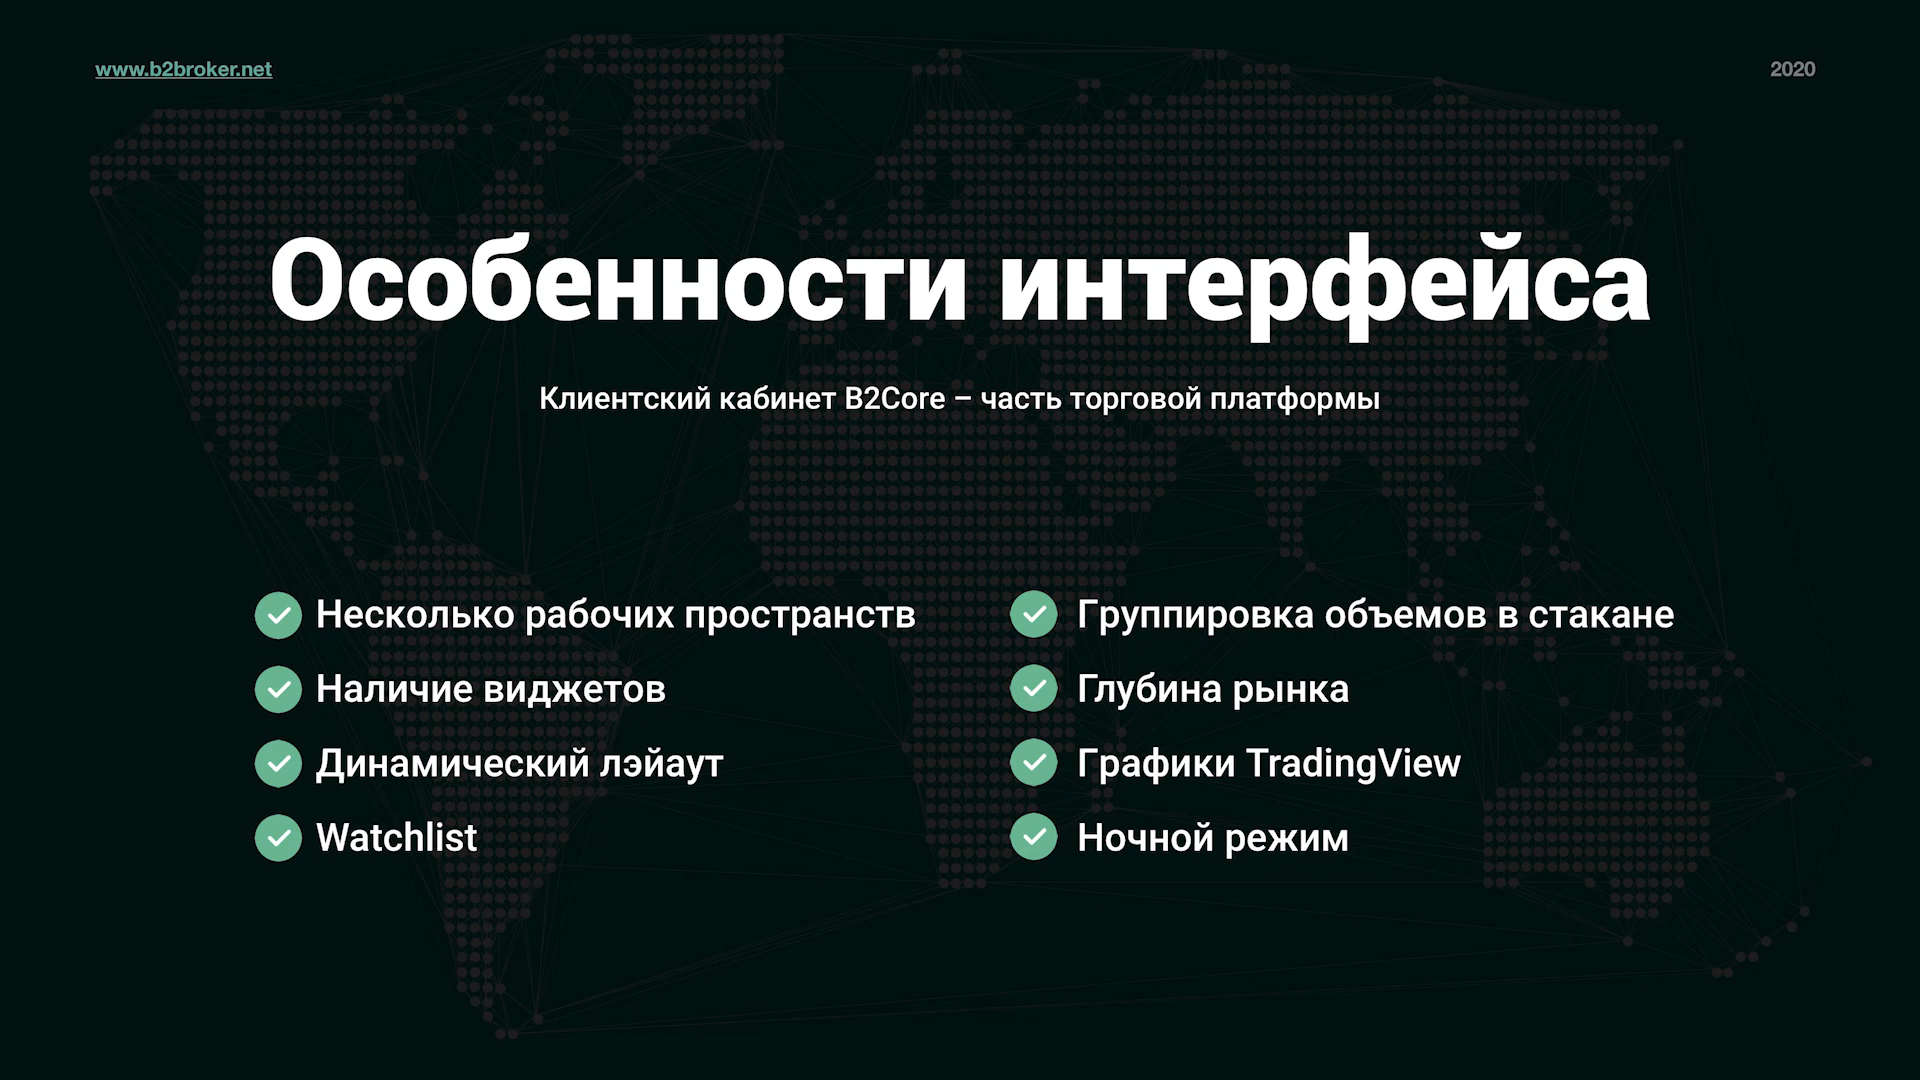 www.b2broker.net
2020
Особенности интерфейса
Клиентский кабинет B2Core – часть торговой платформы
Несколько рабочих пространств
Наличие виджетов
Динамический лэйаут
Watchlist
Группировка объемов в стакане
Глубина рынка
Графики TradingView
Ночной режим